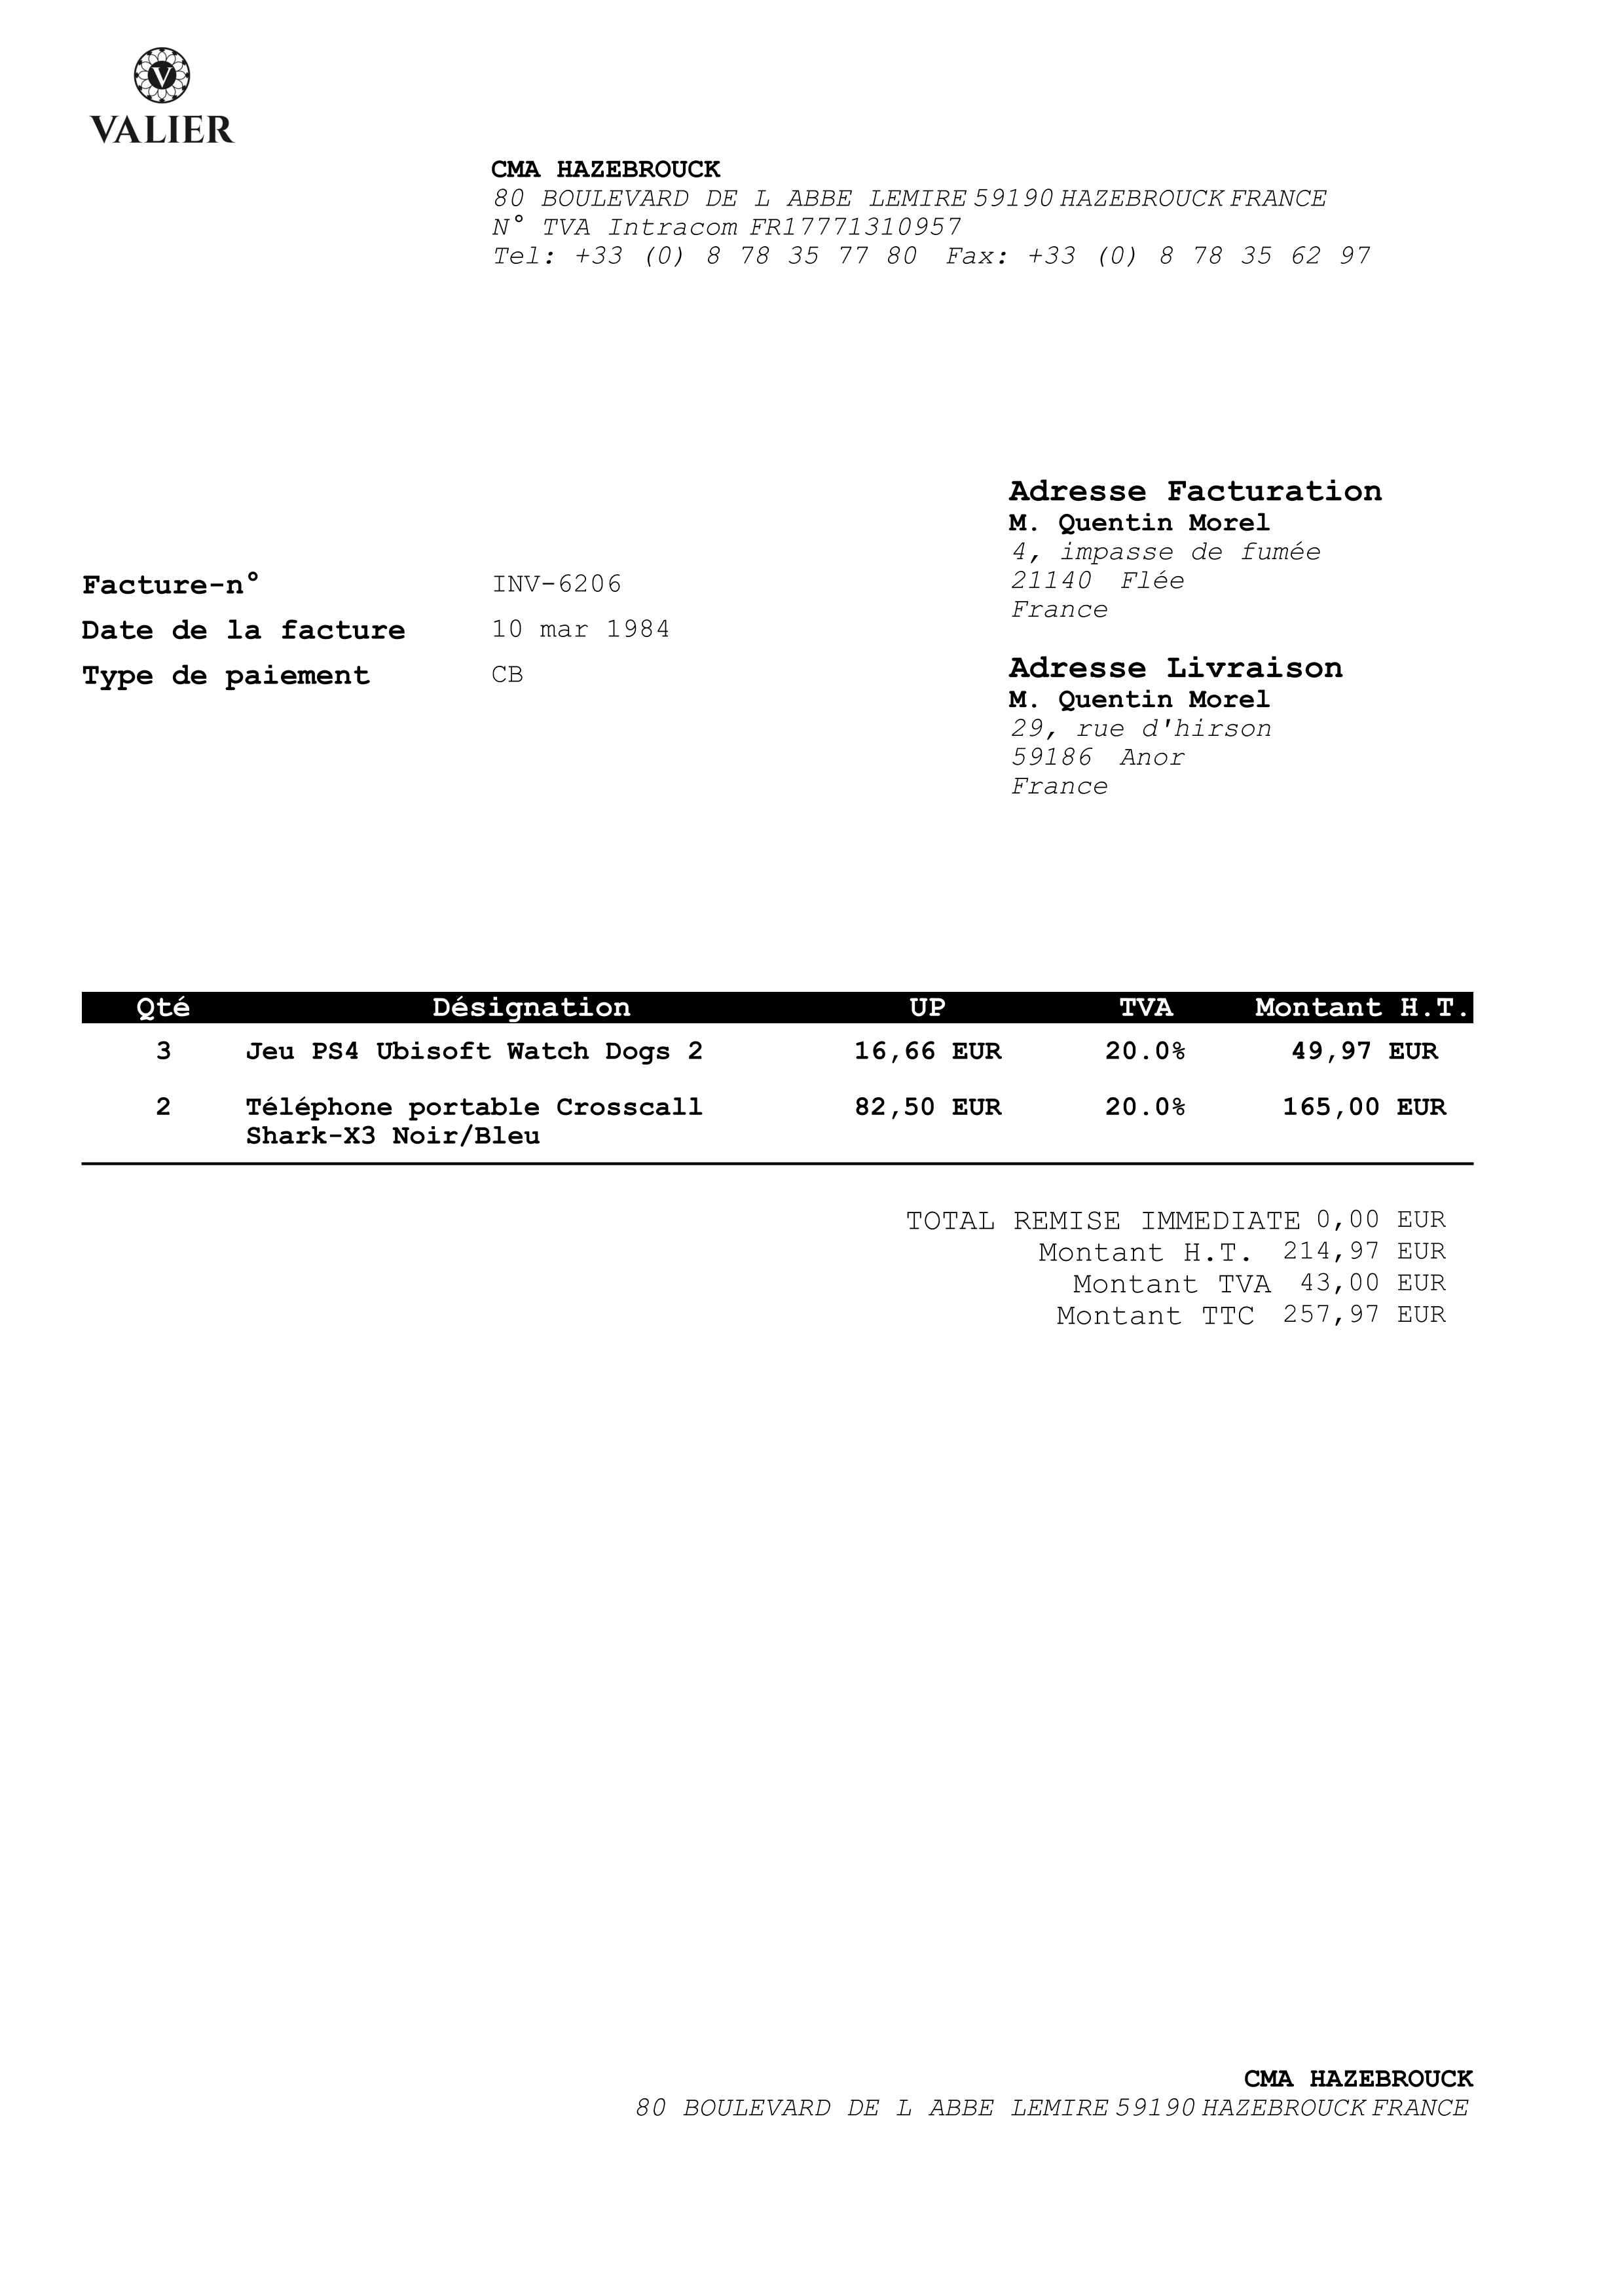 V
VALIER
CMA HAZEBROUCK
80 BOULEVARD DE L ABBE LEMIRE 59190 HAZEBROUCK FRANCE
N° TVA Intracom FR17771310957
Tel: +33 (0) 8 78 35 77 80 Fax: +33 (0) 8 78 35 62 97
Facture-n° INV-6206
Date de la facture 10 mar 1984
Type de paiement CB
Adresse Facturation
M. Quentin Morel
4, impasse de fumée
21140 Flée
France
Adresse Livraison
M. Quentin Morel
29, rue d'hirson
59186 Anor
France
Qté Désignation UP TVA Montant H.T.
3 Jeu PS4 Ubisoft Watch Dogs 2 16,66 EUR 20.0% 49,97 EUR
2 Téléphone portable Crosscall 82,50 EUR 20.0% 165,00 EUR
Shark-X3 Noir/Bleu
TOTAL REMISE IMMEDIATE 0,00 EUR
Montant H.T. 214,97 EUR
Montant TVA 43,00 EUR
Montant TTC 257,97 EUR
CMA HAZEBROUCK
80 BOULEVARD DE L ABBE LEMIRE 59190 HAZEBROUCK FRANCE